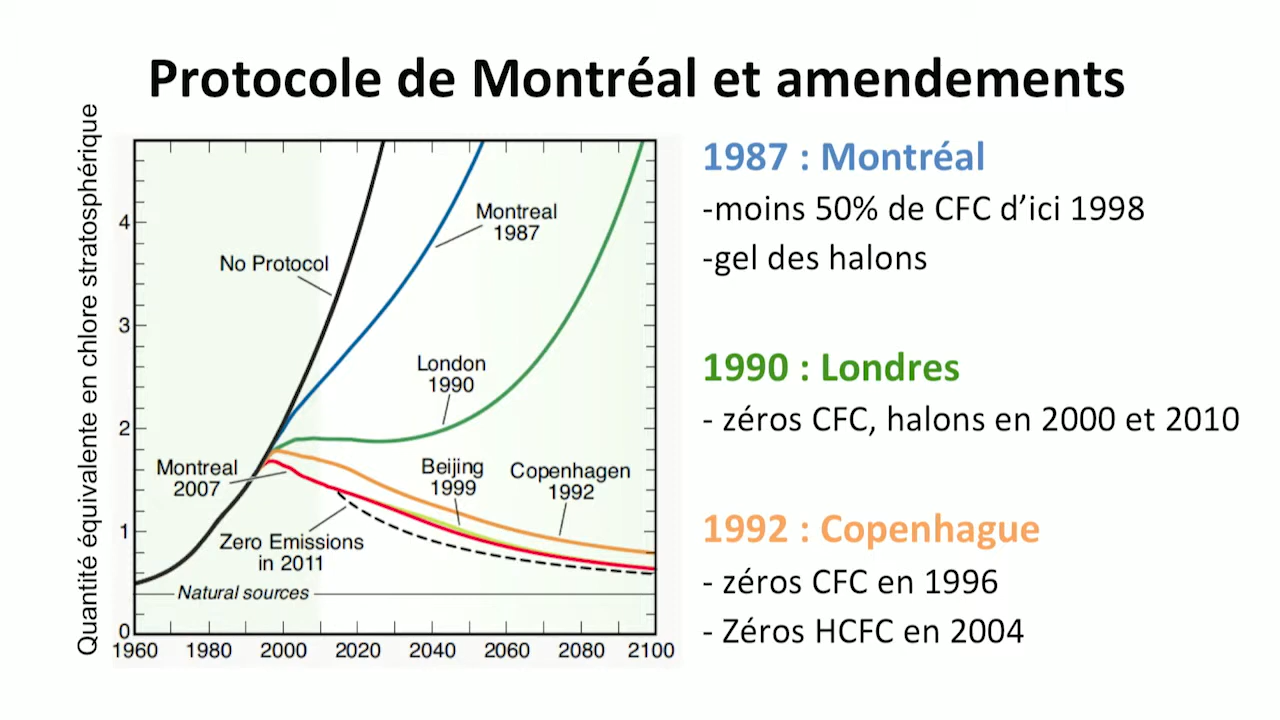 Protocole de Montréal et amendements
Quantité équivalente en chlore stratosphérique
4
3
2
1
0
1960 1980 2000 2020 2040 2060 2080 2100
No Protocol
Montreal
1987
London
1990
Montreal
2007
Beijing
1999
Copenhagen
1992
Zero Emissions
in 2011
Natural sources
1987 : Montréal
-moins 50% de CFC d’ici 1998
-gel des halons
1990 : Londres
- zéros CFC, halons en 2000 et 2010
1992 : Copenhague
- zéros CFC en 1996
- Zéros HCFC en 2004